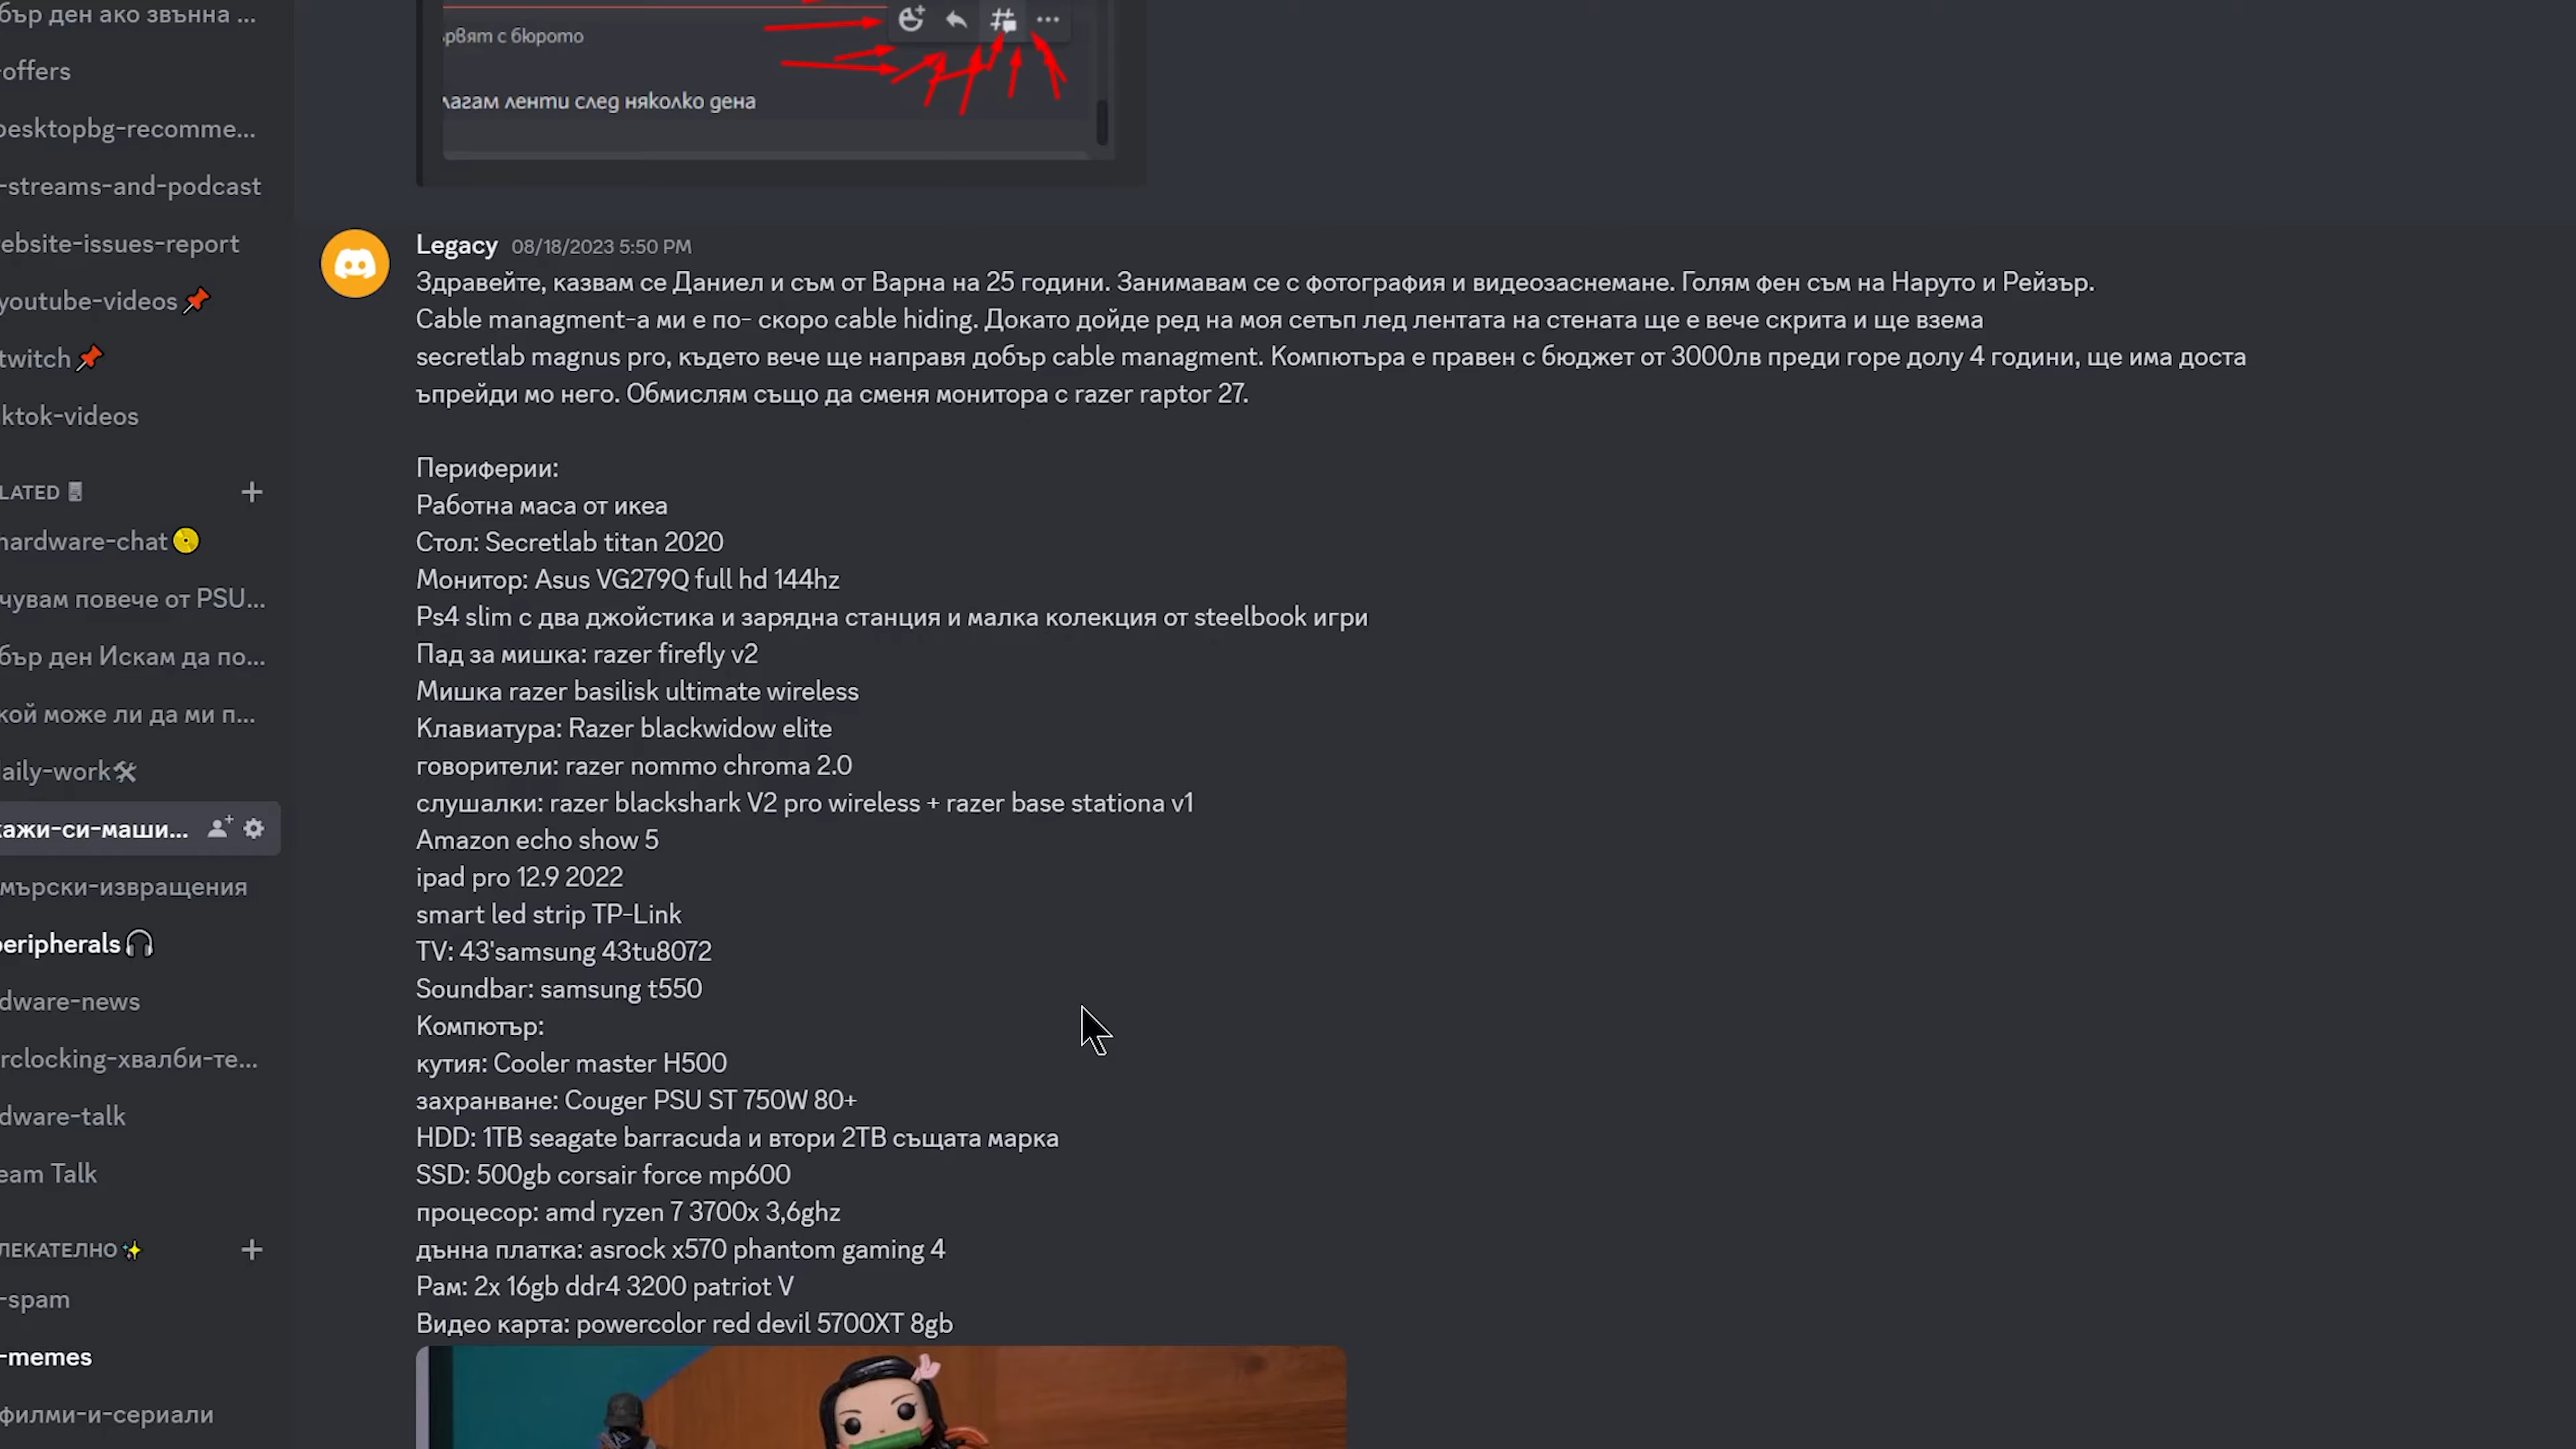 бър ден ако звънна ...
-offers
esktopbg-recomme...
-streams-and-podcast
ebsite-issues-report
youtube-videos
twitch
ktok-videos
LATED
hardware-chat
чувам повече от PSU...
бър ден Искам да по...
кой може ли да ми п...
aily-work
кажи-си-маши...
мърски-извращения
peripherals
dware-news
rclocking-хвалби-те...
dware-talk
eam Talk
ЛЕКАТЕЛНО
-spam
-memes
филми-и-сериали
ървят с бюрото
лагам ленти след няколко дена
Legacy 08/18/2023 5:50 PM
Здравейте, казвам се Даниел и съм от Варна на 25 години. Занимавам се с фотография и видеозаснемане. Голям фен съм на Наруто и Рейзър.
Cable managment-а ми е по- скоро cable hiding. Докато дойде ред на моя сетъп лед лентата на стената ще е вече скрита и ще взема
secretlab magnus pro, където вече ще направя добър cable managment. Компютъра е правен с бюджет от 3000лв преди горе долу 4 години, ще има доста
ъпрейди мо него. Обмислям също да сменя монитора с razer raptor 27.
Периферии:
Работна маса от икеа
Стол: Secretlab titan 2020
Монитор: Asus VG279Q full hd 144hz
Ps4 slim с два джойстика и зарядна станция и малка колекция от steelbook игри
Пад за мишка: razer firefly v2
Мишка razer basilisk ultimate wireless
Клавиатура: Razer blackwidow elite
говорители: razer nommo chroma 2.0
слушалки: razer blackshark V2 pro wireless + razer base stationa v1
Amazon echo show 5
ipad pro 12.9 2022
smart led strip TP-Link
TV: 43'samsung 43tu8072
Soundbar: samsung t550
Компютър:
кутия: Cooler master H500
захранване: Couger PSU ST 750W 80+
HDD: 1TB seagate barracuda и втори 2TB същата марка
SSD: 500gb corsair force mp600
процесор: amd ryzen 7 3700x 3,6ghz
дънна платка: asrock x570 phantom gaming 4
Рам: 2x 16gb ddr4 3200 patriot V
Видео карта: powercolor red devil 5700XT 8gb